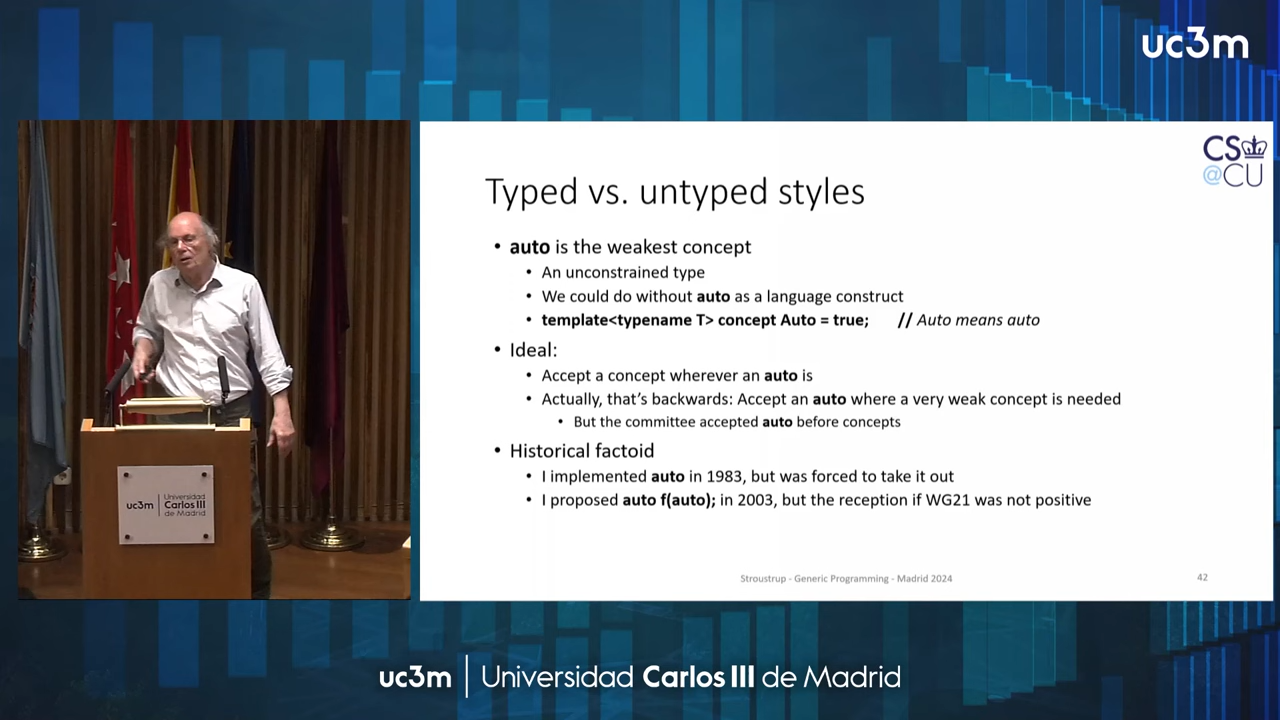 uc3m
CS
@CU
Typed vs. untyped styles
• auto is the weakest concept
• An unconstrained type
• We could do without auto as a language construct
• template<typename T> concept Auto = true; // Auto means auto
• Ideal:
• Accept a concept wherever an auto is
• Actually, that's backwards: Accept an auto where a very weak concept is needed
• But the committee accepted auto before concepts
• Historical factoid
• I implemented auto in 1983, but was forced to take it out
• I proposed auto f(auto); in 2003, but the reception if WG21 was not positive
Stroustrup - Generic Programming - Madrid 2024
42
uc3m
Universidad
Carlos III
de Madrid
uc3m | Universidad Carlos III de Madrid